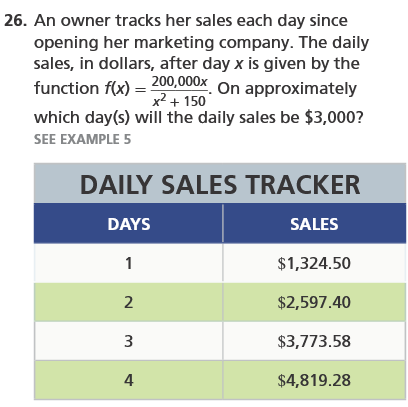 26. An owner tracks her sales each day since
opening her marketing company. The daily
sales, in dollars, after day x is given by the
function f(x) = 200,000x / x² + 150. On approximately
which day(s) will the daily sales be $3,000?
SEE EXAMPLE 5
DAILY SALES TRACKER
DAYS SALES
1 $1,324.50
2 $2,597.40
3 $3,773.58
4 $4,819.28